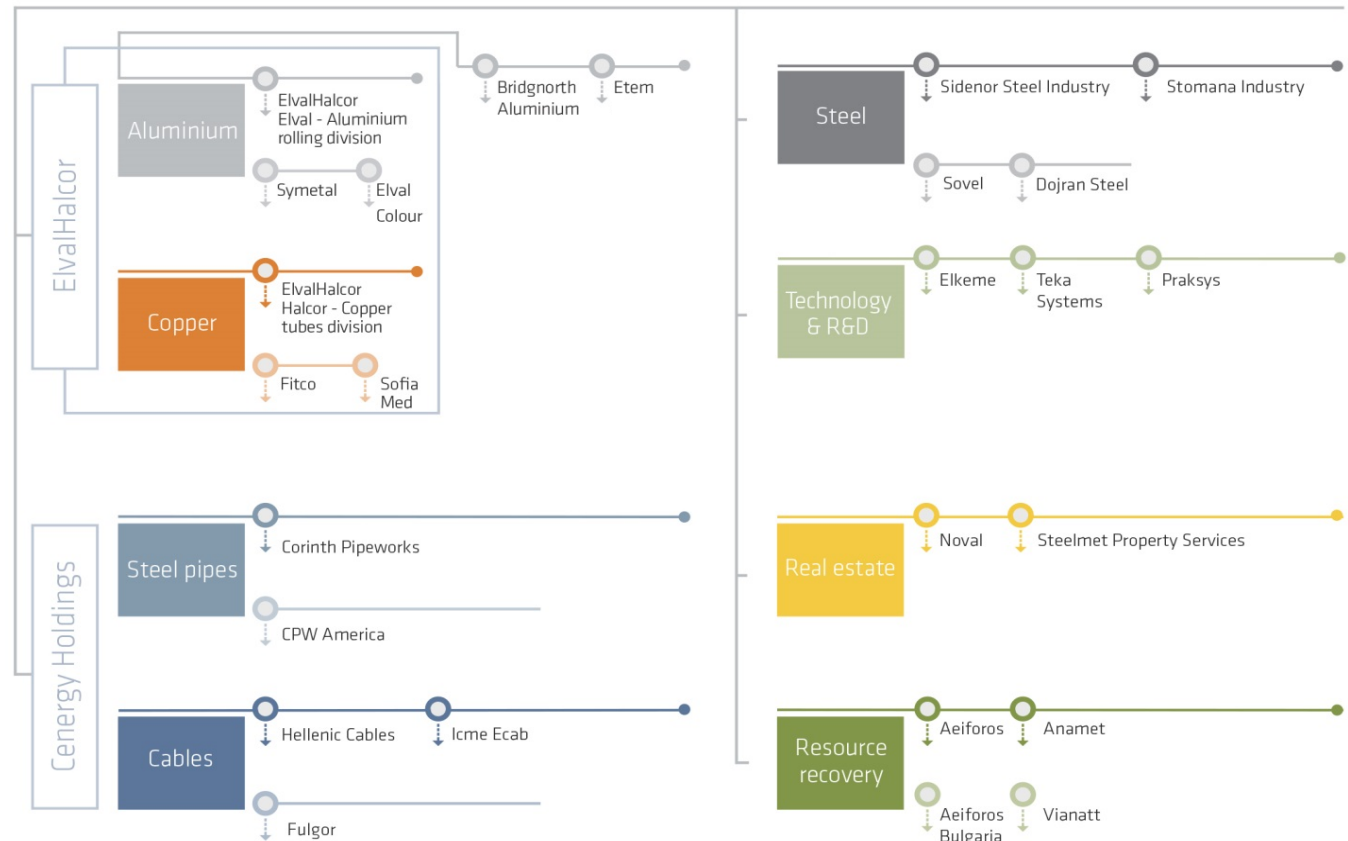 ElvalHalcor
Aluminium
ElvalHalcor
Elval - Aluminium
rolling division
Symetal
Elval
Colour
Bridgnorth
Aluminium
Etem
Copper
ElvalHalcor
Halcor - Copper
tubes division
Fitco
Sofia
Med
Cenergy Holdings
Steel pipes
Corinth Pipeworks
CPW America
Cables
Hellenic Cables
Icme Ecab
Fulgor
Steel
Sidenor Steel Industry
Stomana Industry
Sovel
Dojran Steel
Technology
& R&D
Elkeme
Teka
Systems
Praksys
Real estate
Noval
Steelmet Property Services
Resource
recovery
Aeiforos
Anamet
Aeiforos
Bulgaria
Vianatt